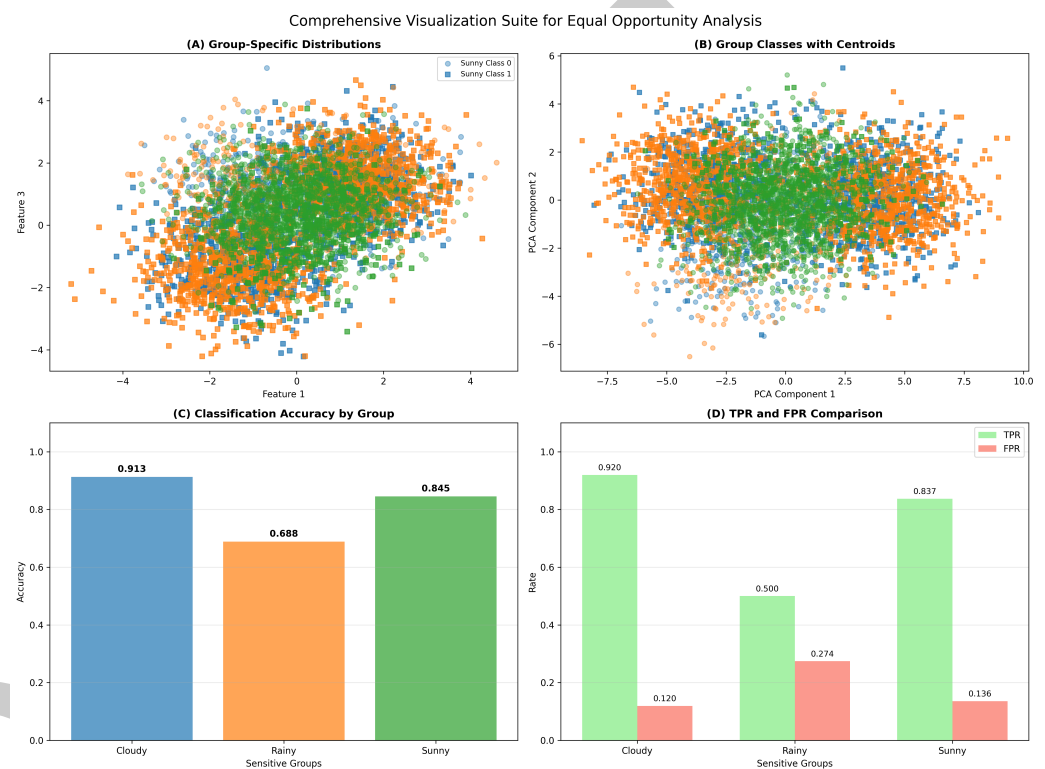 Comprehensive Visualization Suite for Equal Opportunity Analysis
(A) Group-Specific Distributions
Sunny Class 0
Sunny Class 1
Feature 3
4
2
0
−2
−4
−4 −2 0 2 4
Feature 1
(B) Group Classes with Centroids
PCA Component 2
6
4
2
0
−2
−4
−6
−7.5 −5.0 −2.5 0.0 2.5 5.0 7.5 10.0
PCA Component 1
(C) Classification Accuracy by Group
Accuracy
1.0
0.8
0.6
0.4
0.2
0.0
0.913
0.688
0.845
Cloudy Rainy Sunny
Sensitive Groups
(D) TPR and FPR Comparison
TPR
FPR
Rate
1.0
0.8
0.6
0.4
0.2
0.0
0.920
0.120
0.500
0.274
0.837
0.136
Cloudy Rainy Sunny
Sensitive Groups